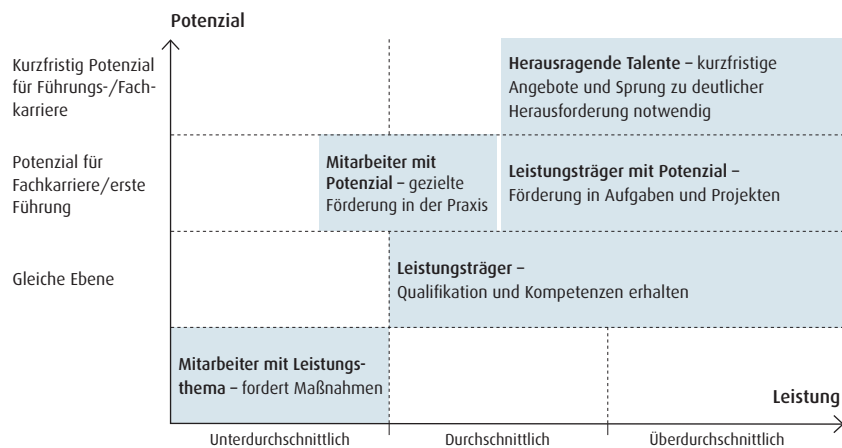 Potenzial
Kurzfristig Potenzial
für Führungs-/Fach-
karriere
Herausragende Talente – kurzfristige
Angebote und Sprung zu deutlicher
Herausforderung notwendig
Potenzial für
Fachkarriere/erste
Führung
Mitarbeiter mit
Potenzial – gezielte
Förderung in der Praxis
Leistungsträger mit Potenzial –
Förderung in Aufgaben und Projekten
Gleiche Ebene
Leistungsträger –
Qualifikation und Kompetenzen erhalten
Mitarbeiter mit Leistungs-
thema – fordert Maßnahmen
Leistung
Unterdurchschnittlich
Durchschnittlich
Überdurchschnittlich